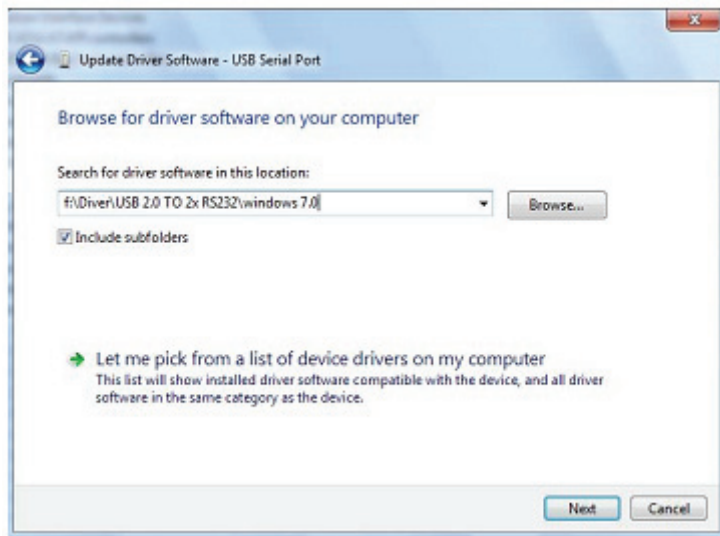 Update Driver Software - USB Serial Port
Browse for driver software on your computer
Search for driver software in this location:
f:\Diver\USB 2.0 TO 2x RS232\windows 7.0
Browse...
Include subfolders
Let me pick from a list of device drivers on my computer
This list will show installed driver software compatible with the device, and all driver
software in the same category as the device.
Next
Cancel